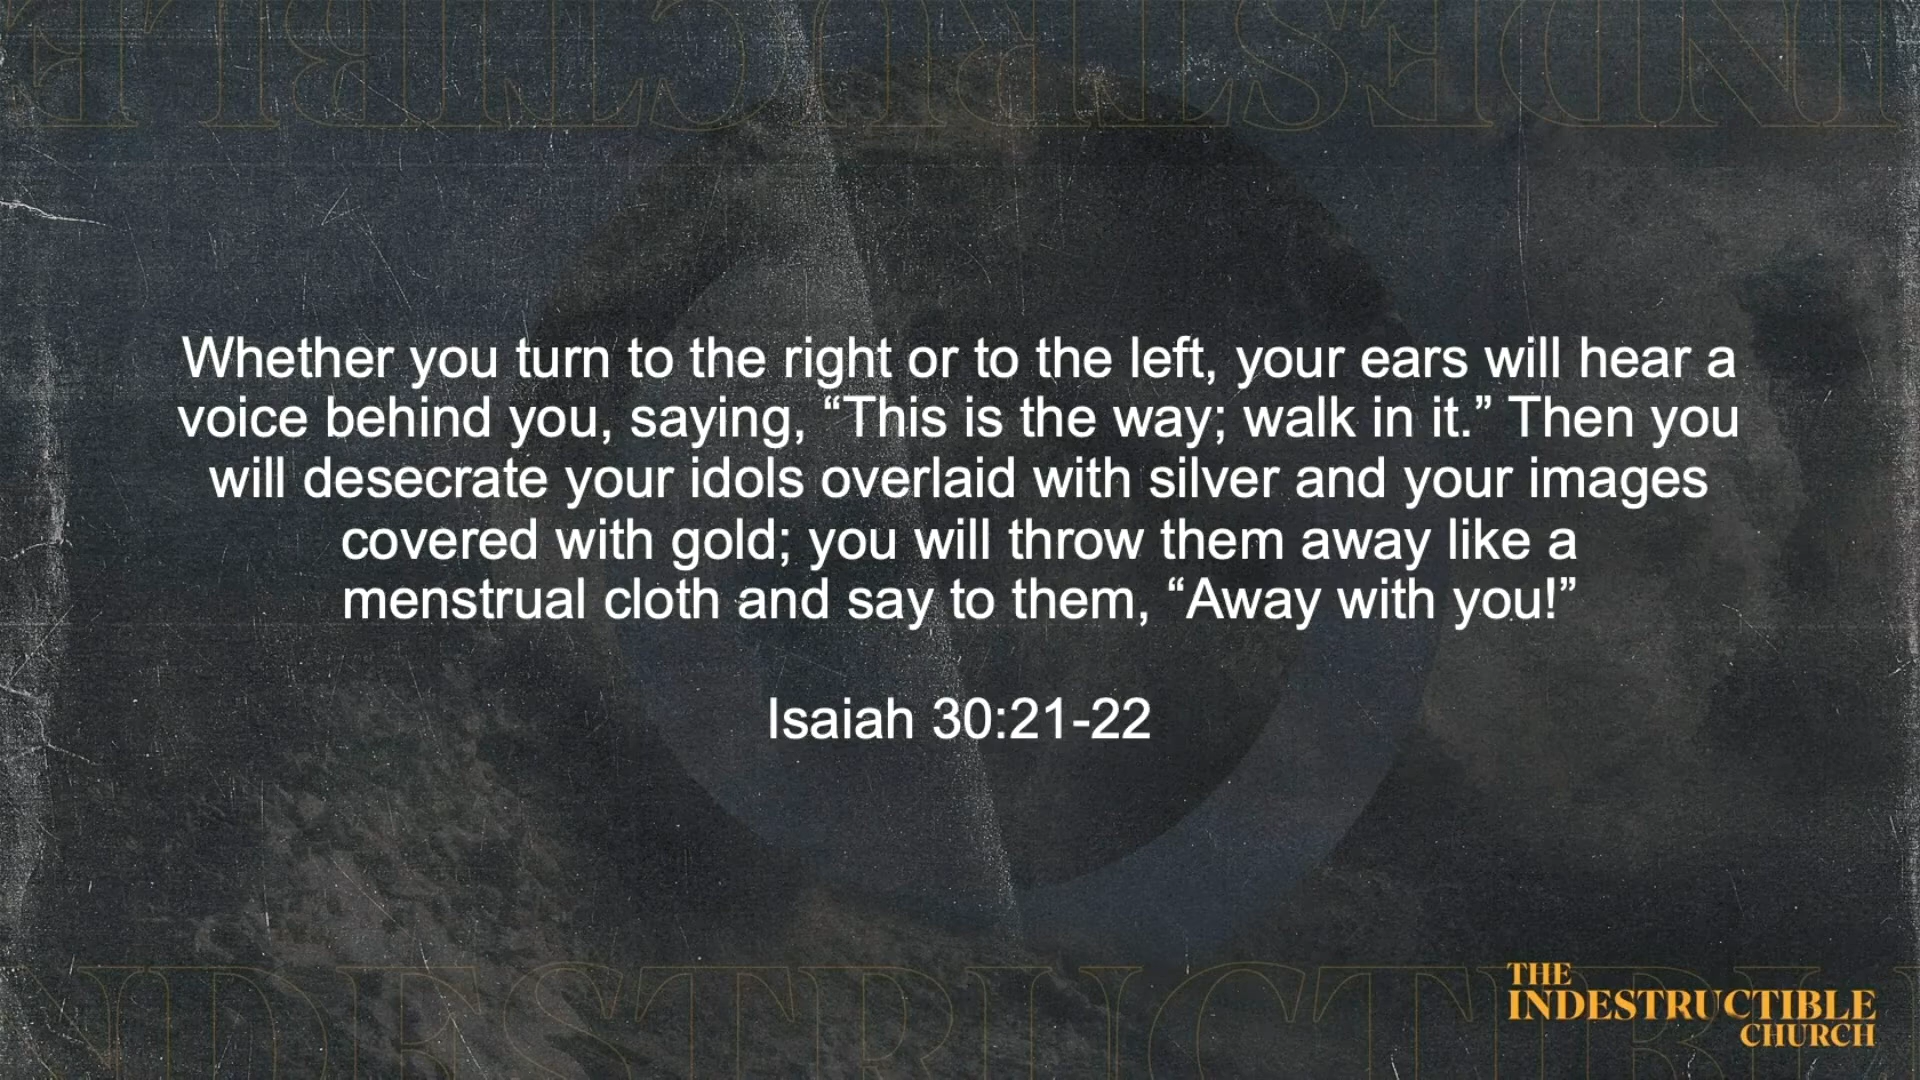 INDESTRUCTIBLE
Whether you turn to the right or to the left, your ears will hear a
voice behind you, saying, “This is the way; walk in it.” Then you
will desecrate your idols overlaid with silver and your images
covered with gold; you will throw them away like a
menstrual cloth and say to them, “Away with you!”
Isaiah 30:21-22
INDESTRUCTIBL
THE
INDESTRUCTIBLE
CHURCH